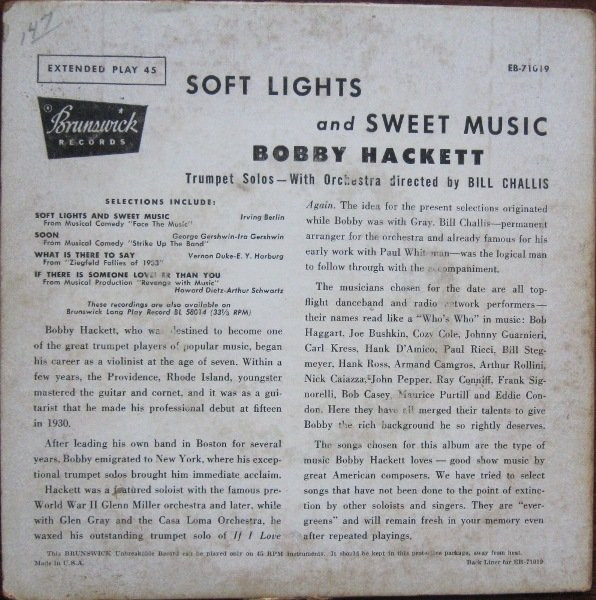 147
EXTENDED PLAY 45
EB-71019
Brunswick
RECORDS
SOFT LIGHTS
and SWEET MUSIC
BOBBY HACKETT
Trumpet Solos—With Orchestra directed by BILL CHALLIS
SELECTIONS INCLUDE:
SOFT LIGHTS AND SWEET MUSIC Irving Berlin
From Musical Comedy "Face The Music"
SOON George Gershwin-Ira Gershwin
From Musical Comedy "Strike Up The Band"
WHAT IS THERE TO SAY Vernon Duke-E. Y. Harburg
From "Ziegfeld Follies of 1953"
IF THERE IS SOMEONE LOVELIER THAN YOU
From Musical Production "Revenge with Music"
Howard Dietz-Arthur Schwartz
These recordings are also available on
Brunswick Long Play Record BL 58014 (33⅓ RPM)
Bobby Hackett, who was destined to become one
of the great trumpet players of popular music, began
his career as a violinist at the age of seven. Within a
few years, the Providence, Rhode Island, youngster
mastered the guitar and cornet, and it was as a gui-
tarist that he made his professional debut at fifteen
in 1930.
After leading his own band in Boston for several
years, Bobby emigrated to New York, where his excep-
tional trumpet solos brought him immediate acclaim.
Hackett was a featured soloist with the famous pre-
World War II Glenn Miller orchestra and later, while
with Glen Gray and the Casa Loma Orchestra, he
waxed his outstanding trumpet solo of If I Love
Again. The idea for the present selections originated
while Bobby was with Gray. Bill Challis—permanent
arranger for the orchestra and already famous for his
early work with Paul Whiteman—was the logical man
to follow through with the accompaniment.
The musicians chosen for the date are all top-
flight danceband and radio network performers—
their names read like a "Who's Who" in music: Bob
Haggart, Joe Bushkin, Cozy Cole, Johnny Guarnieri,
Carl Kress, Hank D'Amico, Paul Ricci, Bill Steg-
meyer, Hank Ross, Armand Camgros, Arthur Rollini,
Nick Caiazza, John Pepper, Ray Conniff, Frank Sig-
norelli, Bob Casey, Maurice Purtill and Eddie Con-
don. Here they have all merged their talents to give
Bobby the rich background he so rightly deserves.
The songs chosen for this album are the type of
music Bobby Hackett loves — good show music by
great American composers. We have tried to select
songs that have not been done to the point of extinc-
tion by other soloists and singers. They are "ever-
greens" and will remain fresh in your memory even
after repeated playings.
This BRUNSWICK Unbreakable Record can be played only on 45 RPM instruments. It should be kept in this protective package, away from heat.
Made in U.S.A.
Back Liner for EB-71019